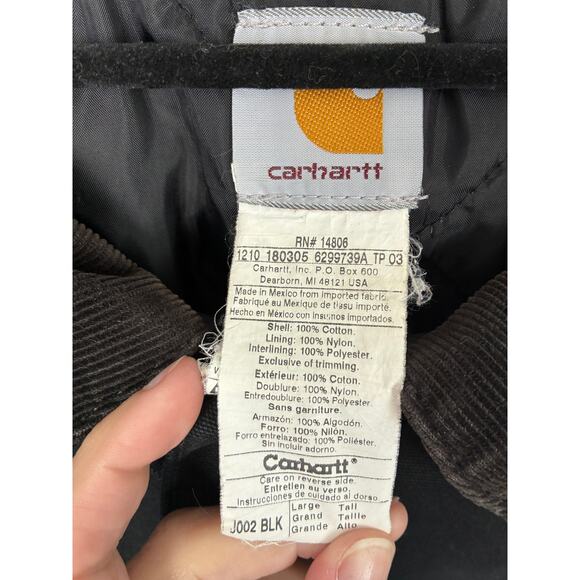 carhartt
RN# 14806
1210 180305 6299739A TP 03
Carhartt, Inc. P.O. Box 600
Dearborn, MI 48121 USA
Made in Mexico from imported fabric.
Fabriqué au Mexique de tissu importé.
Hecho en México con insumos importados.
Shell: 100% Cotton.
Lining: 100% Nylon.
Interlining: 100% Polyester.
Exclusive of trimming.
Extérieur: 100% Coton.
Doublure: 100% Nylon.
Entredoublure: 100% Polyester.
Sans garniture.
Armazón: 100% Algodón.
Forro: 100% Nilón.
Forro entrelazado: 100% Poliéster.
Sin incluir adorno.
Carhartt®
Care on reverse side.
Entretien au verso.
Instrucciones de cuidado al dorso.
J002 BLK
Large Tall
Grand Taille
Grande Alto